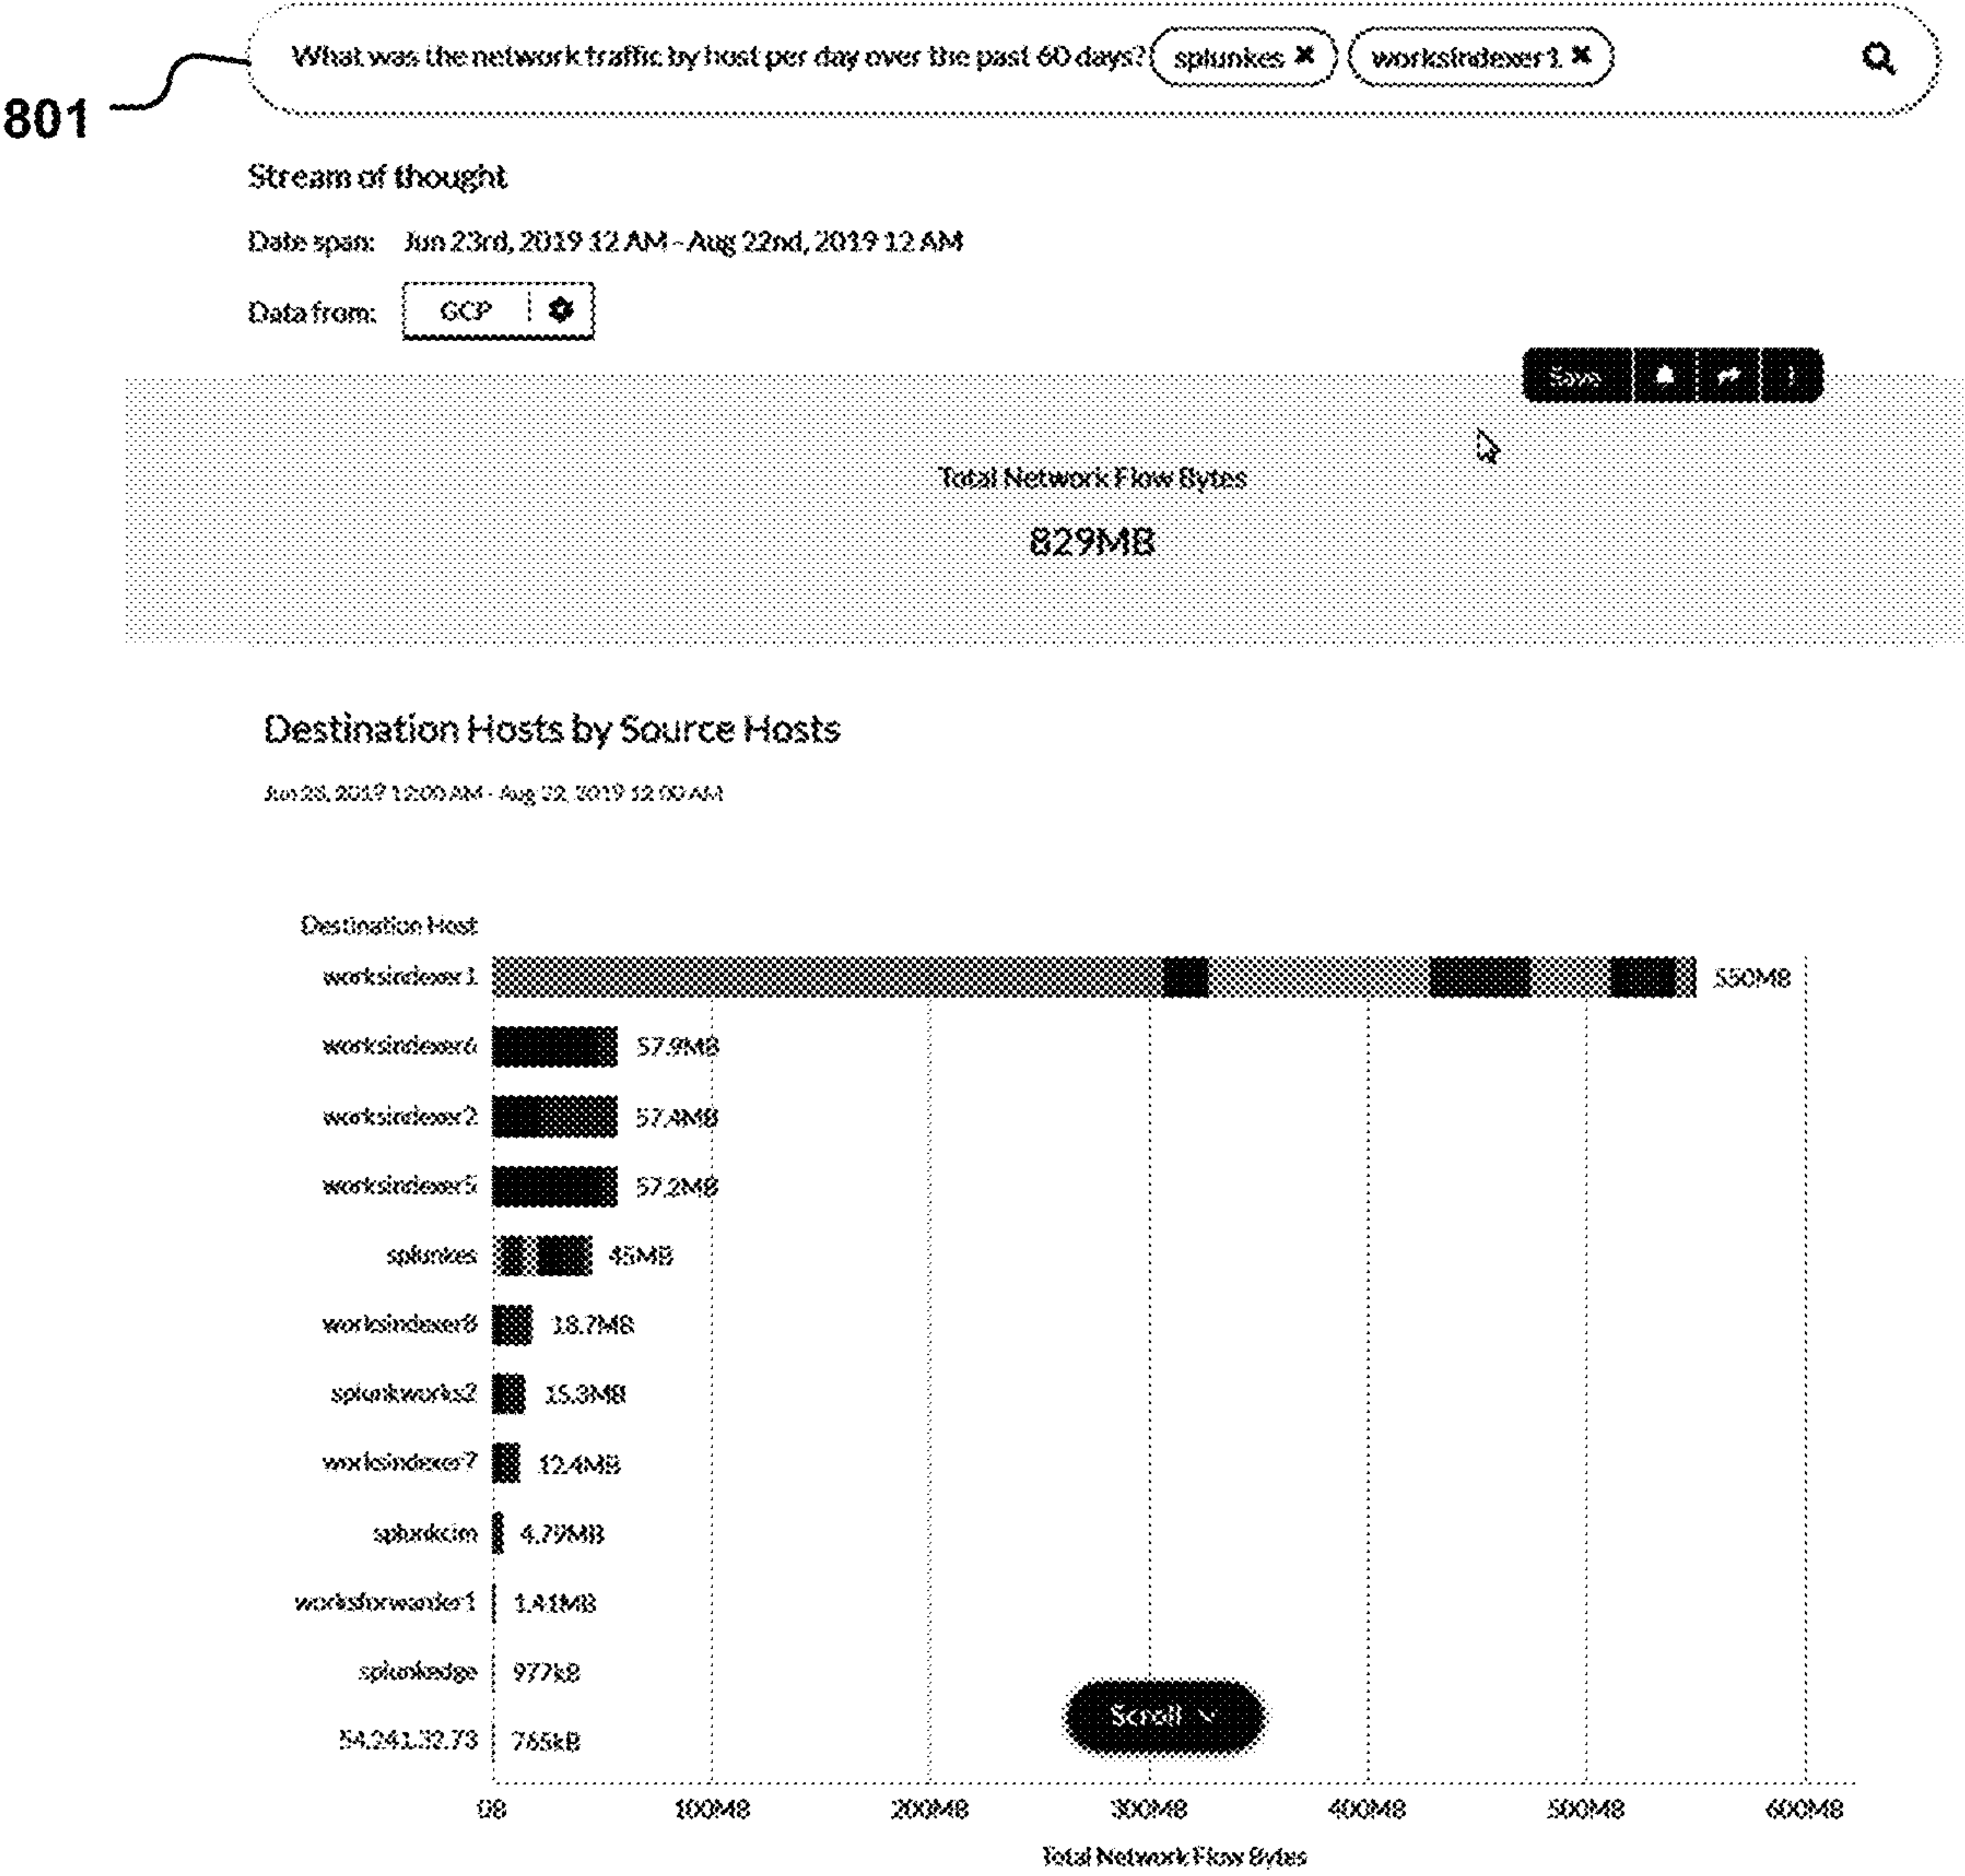 What was the network traffic by host per day over the past 60 days? splunkes ✖ worksindexer1 ✖
801
Stream of thought
Date span: Jun 23rd, 2019 12 AM - Aug 22nd, 2019 12 AM
Data from: GCP
Save
Total Network Flow Bytes
829MB
Destination Hosts by Source Hosts
Jun 23, 2019 12:00 AM - Aug 22, 2019 12:00 AM
Destination Host
worksindexer1 550MB
worksindexer6 57.9MB
worksindexer2 57.4MB
worksindexer5 57.2MB
splunkes 45MB
worksindexer8 18.7MB
splunkworks2 15.3MB
worksindexer7 12.4MB
splunkcim 4.79MB
worksforwarder1 1.41MB
splunkedge 977kB
54.241.32.73 765kB
Scroll
0B 100MB 200MB 300MB 400MB 500MB 600MB
Total Network Flow Bytes